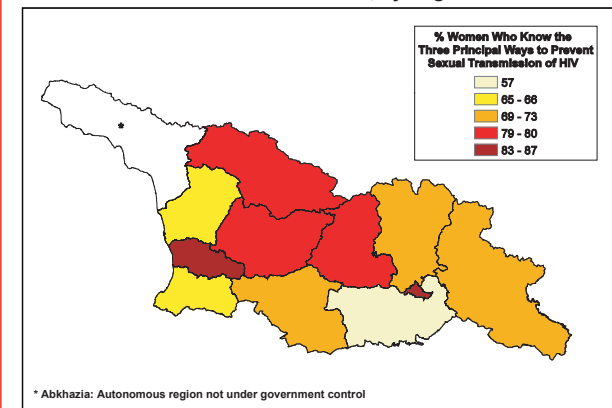 % Women Who Know the
Three Principal Ways to Prevent
Sexual Transmission of HIV
57
65 - 66
69 - 73
79 - 80
83 - 87
*
* Abkhazia: Autonomous region not under government control